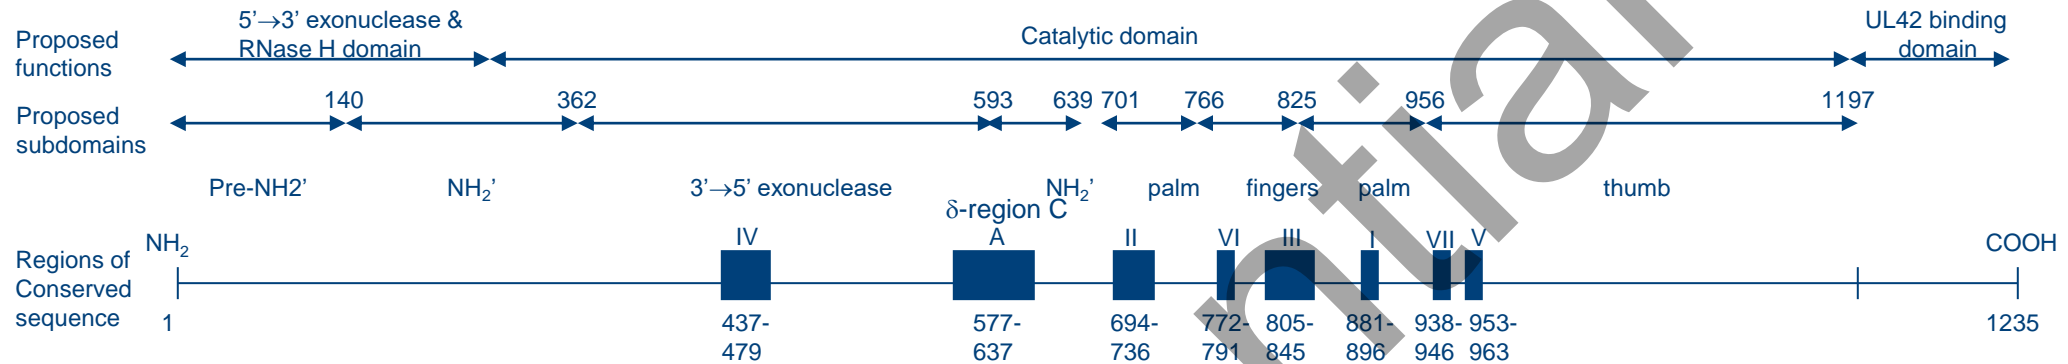 Proposed functions
5'→3' exonuclease &
RNase H domain
Catalytic domain
UL42 binding
domain
Proposed subdomains
140 362 593 639 701 766 825 956 1197
Pre-NH2' NH₂' 3'→5' exonuclease NH₂' palm fingers palm thumb
δ-region C
IV A II VI III I VII V
Regions of
Conserved
sequence
NH₂ COOH
1 437-479 577-637 694-736 772-791 805-845 881-896 938-946 953-963 1235